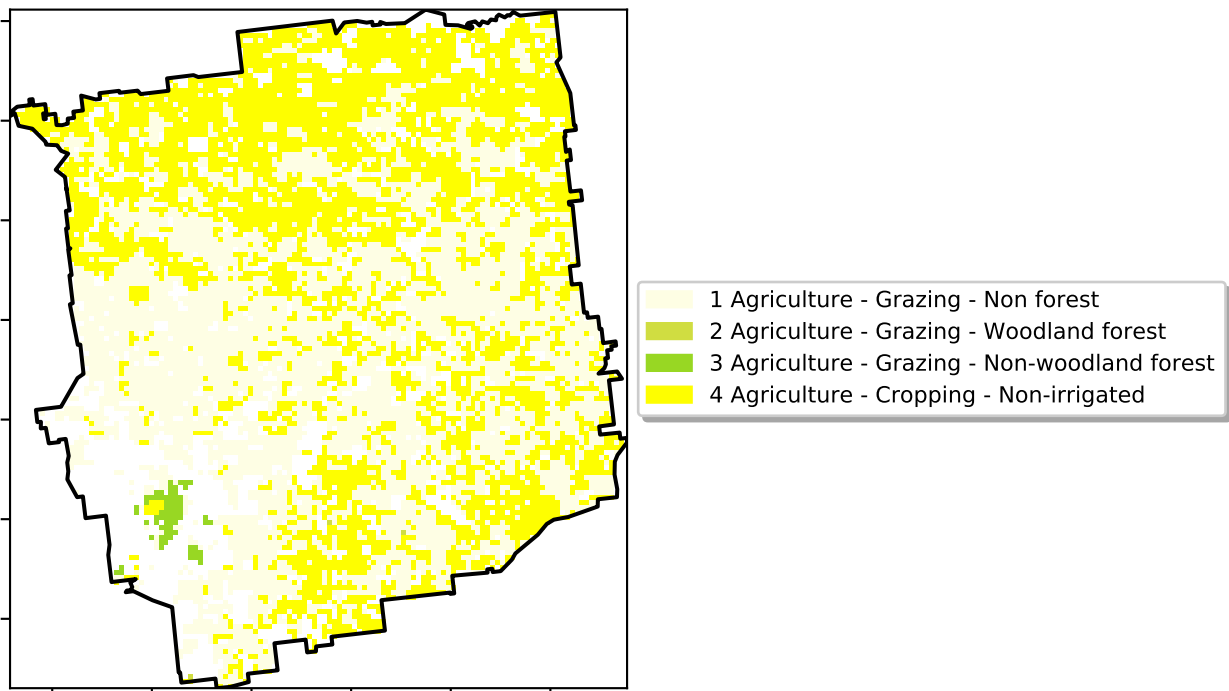 1 Agriculture - Grazing - Non forest
2 Agriculture - Grazing - Woodland forest
3 Agriculture - Grazing - Non-woodland forest
4 Agriculture - Cropping - Non-irrigated